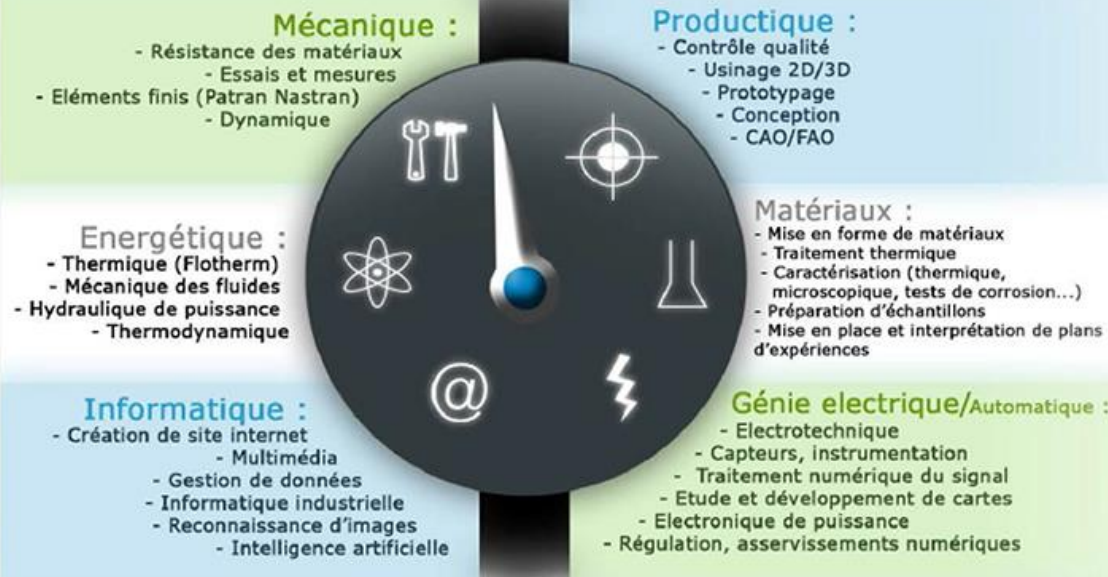 Mécanique :
- Résistance des matériaux
- Essais et mesures
- Eléments finis (Patran Nastran)
- Dynamique
Productique :
- Contrôle qualité
- Usinage 2D/3D
- Prototypage
- Conception
- CAO/FAO
Energétique :
- Thermique (Flotherm)
- Mécanique des fluides
- Hydraulique de puissance
- Thermodynamique
Matériaux :
- Mise en forme de matériaux
- Traitement thermique
- Caractérisation (thermique,
microscopique, tests de corrosion...)
- Préparation d'échantillons
- Mise en place et interprétation de plans
d'expériences
@
Informatique :
- Création de site internet
- Multimédia
- Gestion de données
- Informatique industrielle
- Reconnaissance d'images
- Intelligence artificielle
Génie electrique/Automatique :
- Electrotechnique
- Capteurs, instrumentation
- Traitement numérique du signal
- Etude et développement de cartes
- Electronique de puissance
- Régulation, asservissements numériques